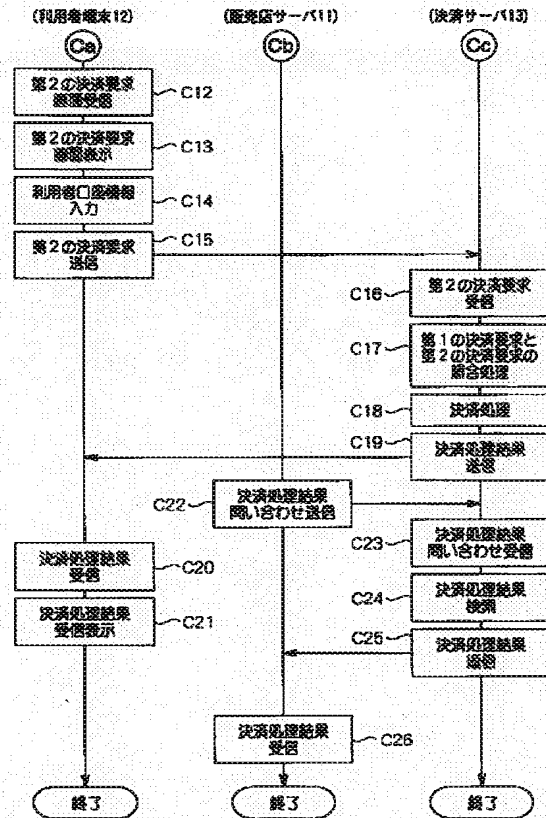 (利用者端末12)
(販売店サーバ11)
(決済サーバ13)
Ca
Cb
Cc
第2の決済要求
画面受信
C12
第2の決済要求
画面表示
C13
利用者口座情報
入力
C14
第2の決済要求
送信
C15
C16
第2の決済要求
受信
C17
第1の決済要求と
第2の決済要求の
照合処理
C18
決済処理
C19
決済処理結果
送信
C22
決済処理結果
問い合わせ送信
C23
決済処理結果
問い合わせ受信
決済処理結果
受信
C20
C24
決済処理結果
検索
決済処理結果
受信表示
C21
C25
決済処理結果
返信
決済処理結果
受信
C26
終了
終了
終了